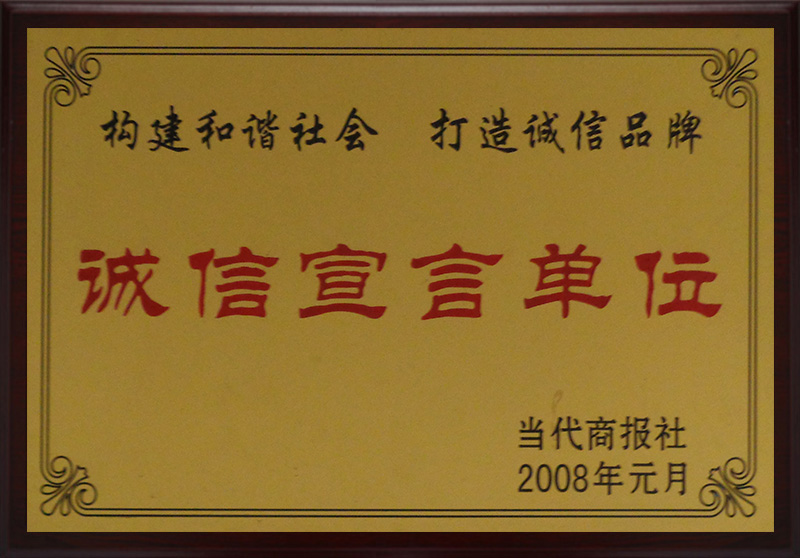 构建和谐社会 打造诚信品牌
诚信宣言单位
当代商报社
2008年元月